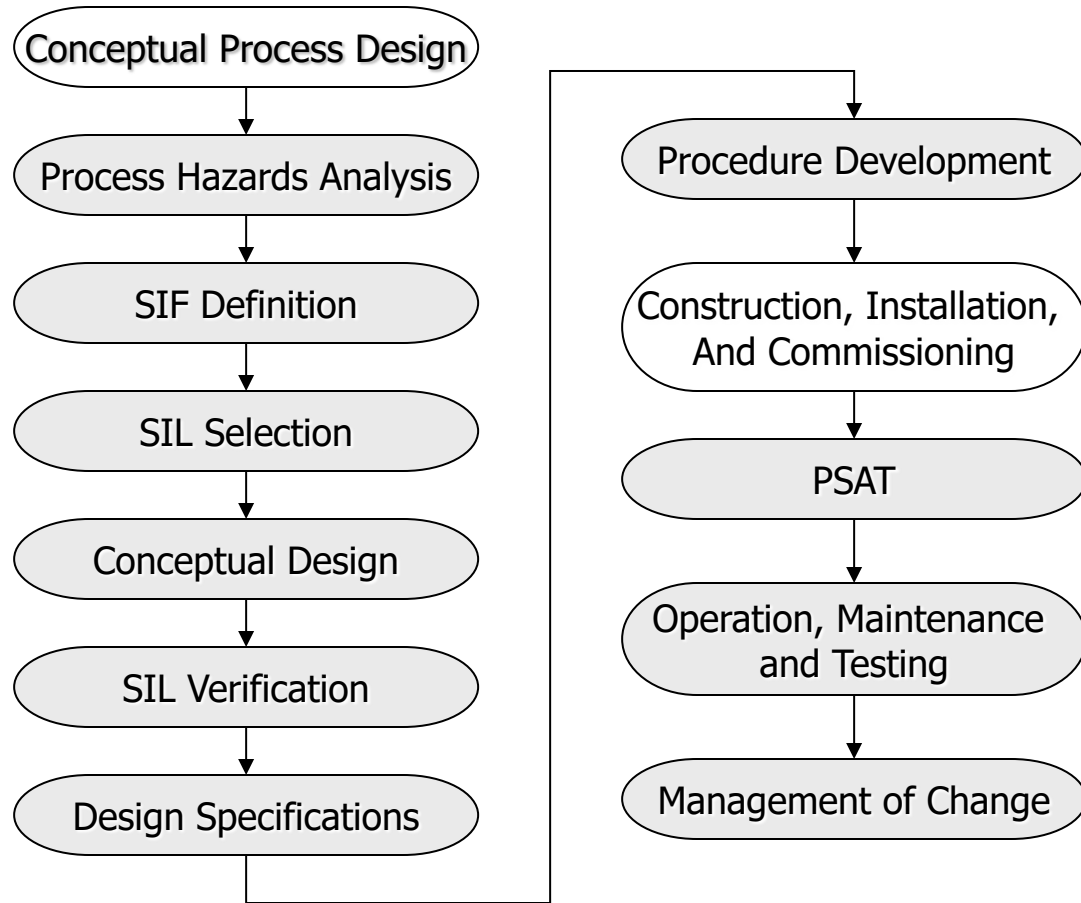 Conceptual Process Design
Process Hazards Analysis
SIF Definition
SIL Selection
Conceptual Design
SIL Verification
Design Specifications
Procedure Development
Construction, Installation,
And Commissioning
PSAT
Operation, Maintenance
and Testing
Management of Change